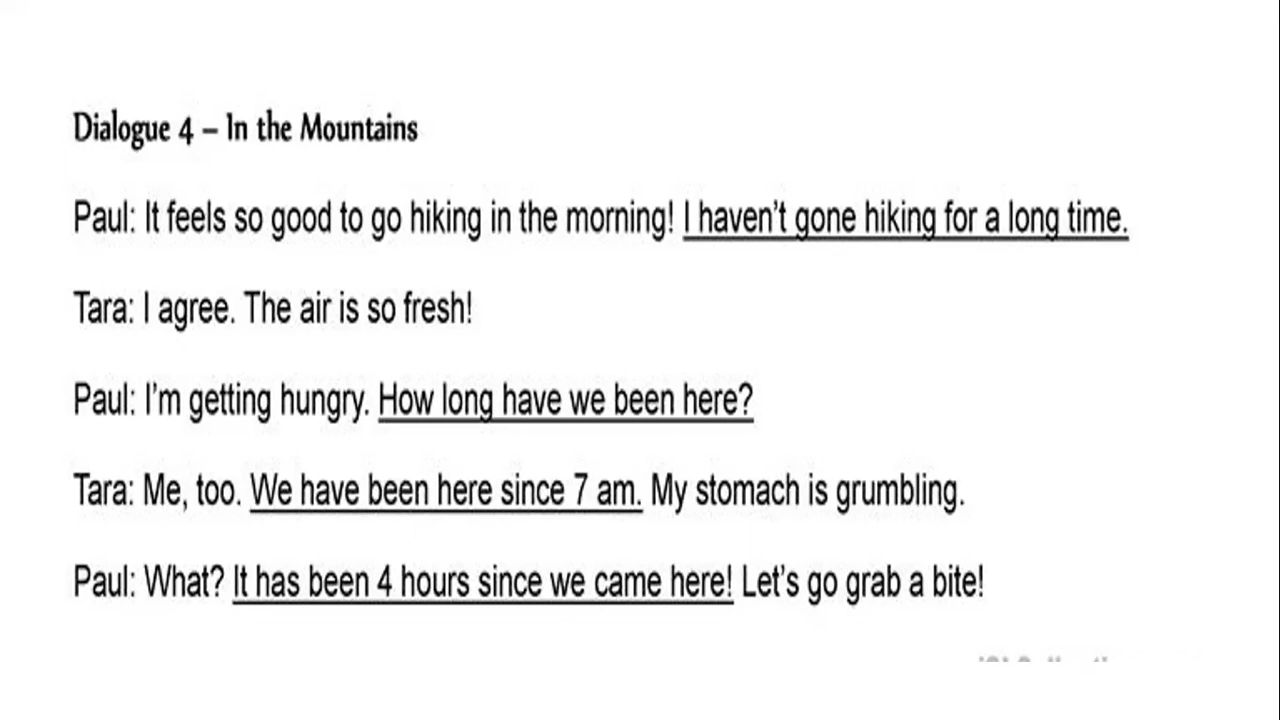 Dialogue 4 – In the Mountains
Paul: It feels so good to go hiking in the morning! I haven’t gone hiking for a long time.
Tara: I agree. The air is so fresh!
Paul: I’m getting hungry. How long have we been here?
Tara: Me, too. We have been here since 7 am. My stomach is grumbling.
Paul: What? It has been 4 hours since we came here! Let’s go grab a bite!